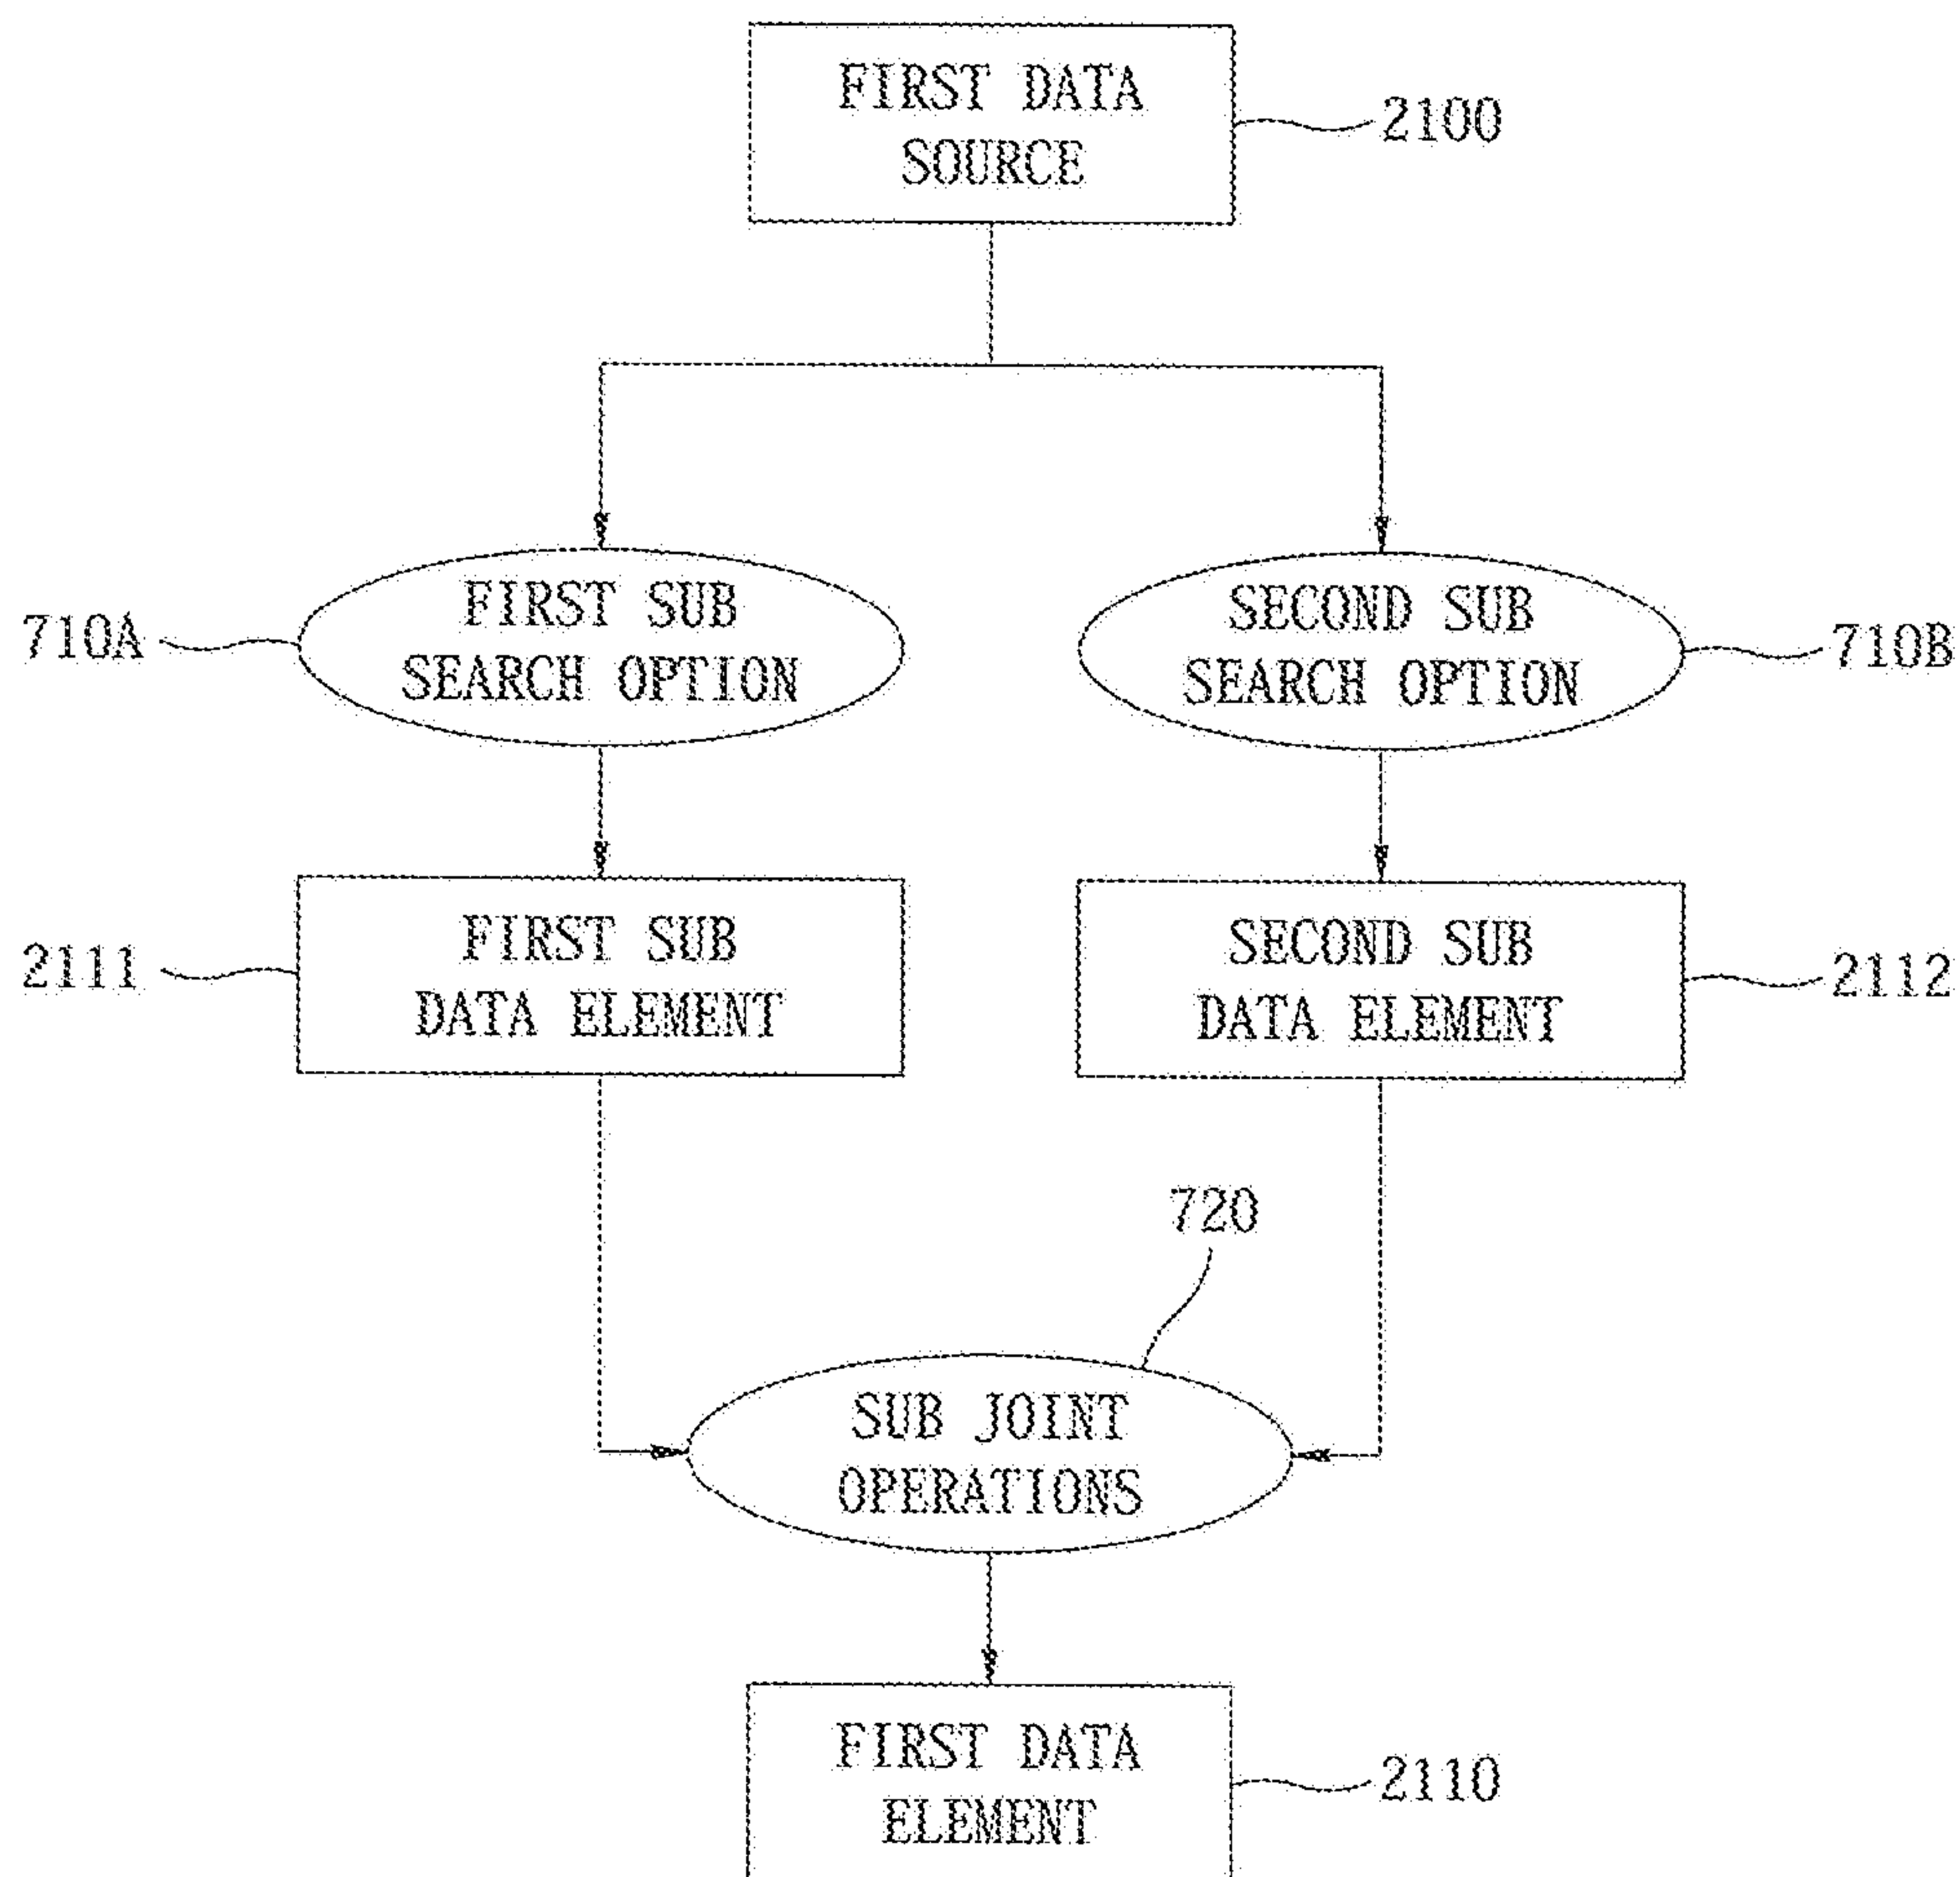 FIRST DATA
SOURCE
2100
FIRST SUB
SEARCH OPTION
710A
SECOND SUB
SEARCH OPTION
710B
FIRST SUB
DATA ELEMENT
2111
SECOND SUB
DATA ELEMENT
2112
720
SUB JOINT
OPERATIONS
FIRST DATA
ELEMENT
2110